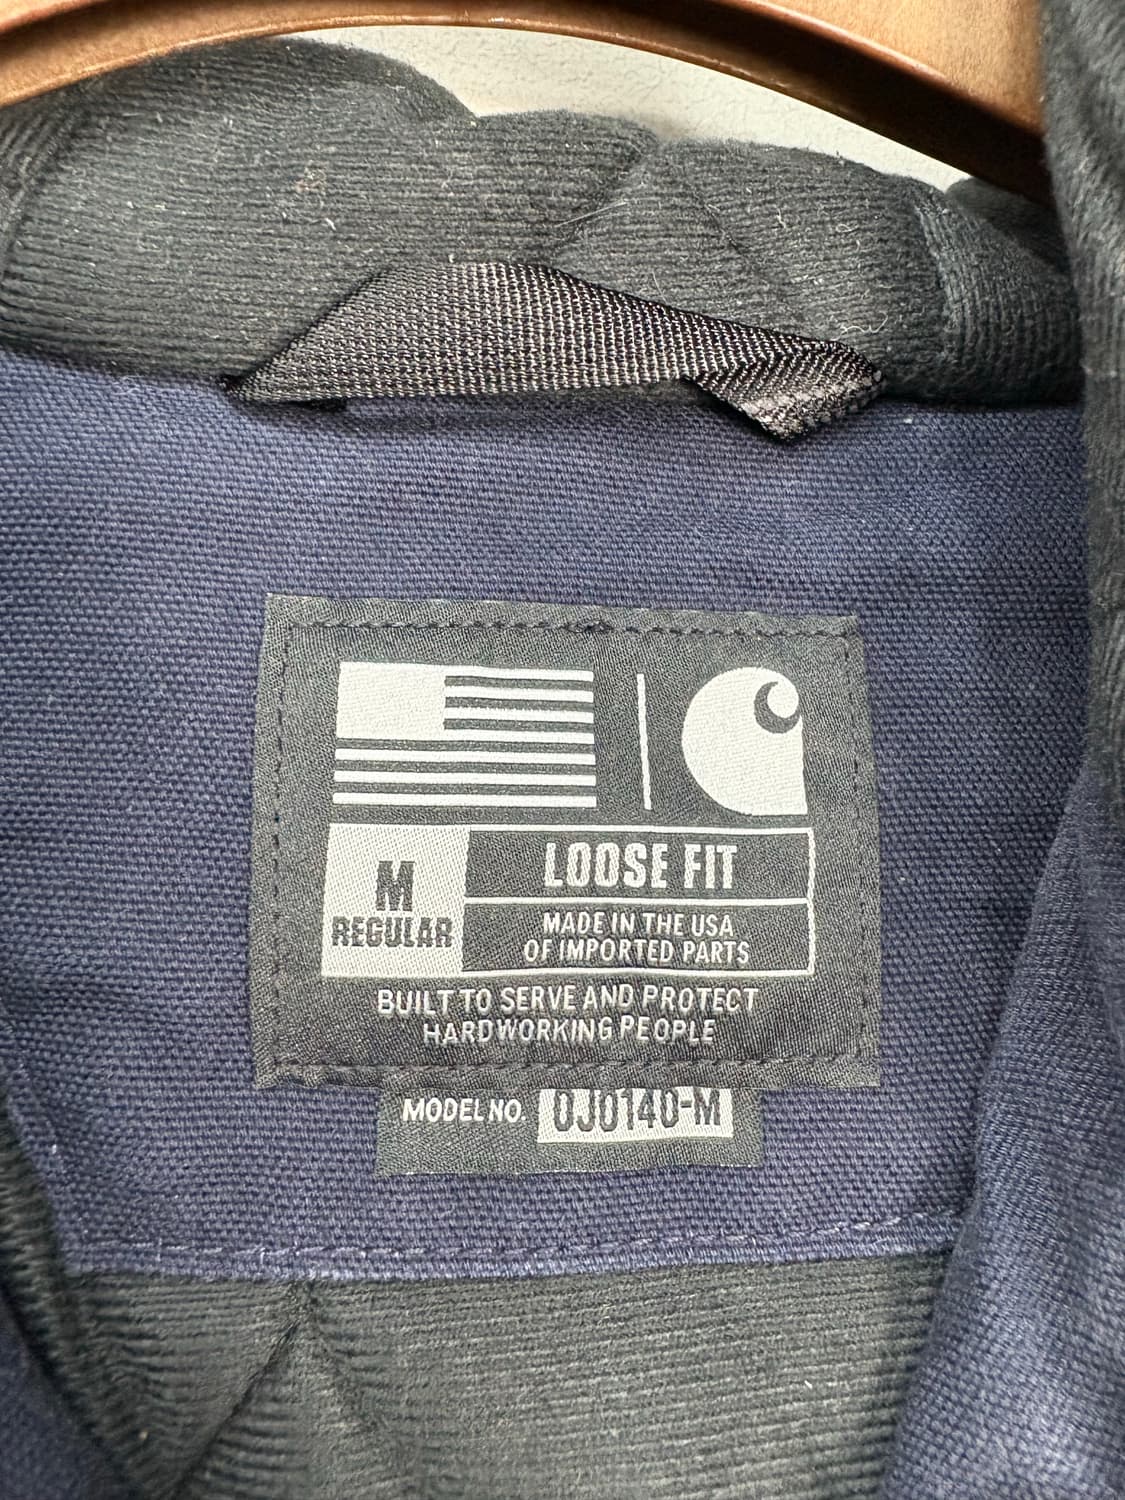 M
REGULAR
LOOSE FIT
MADE IN THE USA
OF IMPORTED PARTS
BUILT TO SERVE AND PROTECT
HARDWORKING PEOPLE
MODEL NO. 0J0140-M